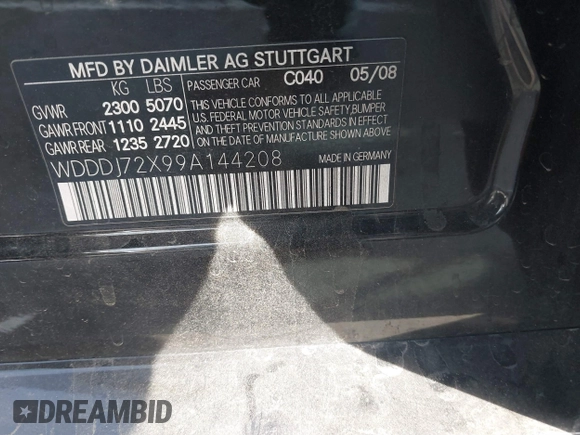 MFD BY DAIMLER AG STUTTGART
KG LBS PASSENGER CAR C040 05/08
GVWR 2300 5070
GAWR FRONT 1110 2445
GAWR REAR 1235 2720
THIS VEHICLE CONFORMS TO ALL APPLICABLE
U.S. FEDERAL MOTOR VEHICLE SAFETY, BUMPER
AND THEFT PREVENTION STANDARDS IN EFFECT
ON THE DATE OF MANUFACTURE SHOWN ABOVE.
WDDDJ72X99A144208 MADE IN GERMANY
DREAMBID